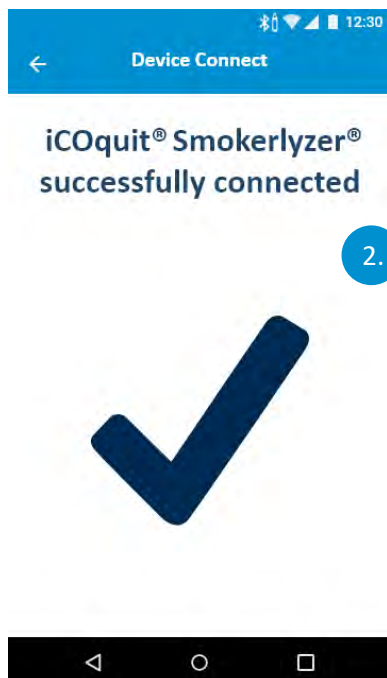 12:30
Device Connect
iCOquit® Smokerlyzer®
successfully connected
2.